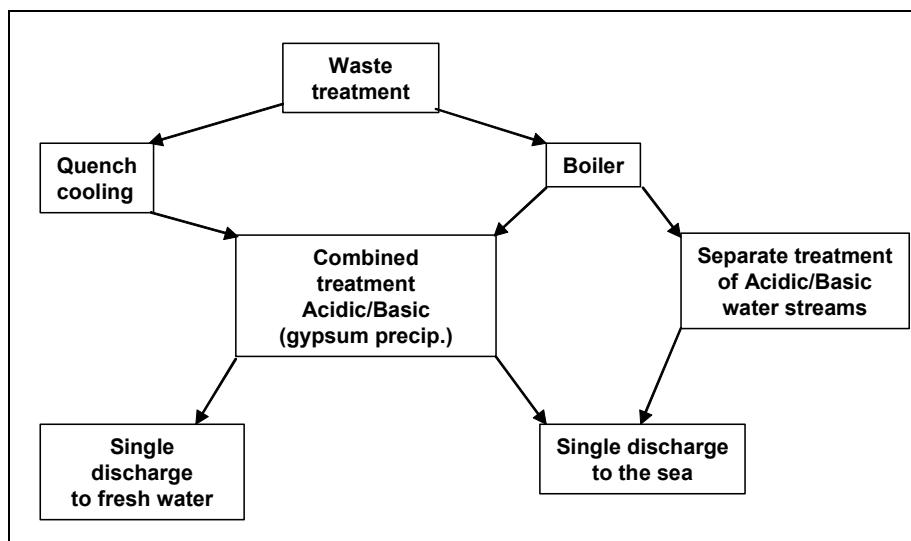 Waste
treatment
Quench
cooling
Boiler
Combined
treatment
Acidic/Basic
(gypsum precip.)
Separate treatment
of Acidic/Basic
water streams
Single
discharge
to fresh water
Single discharge
to the sea